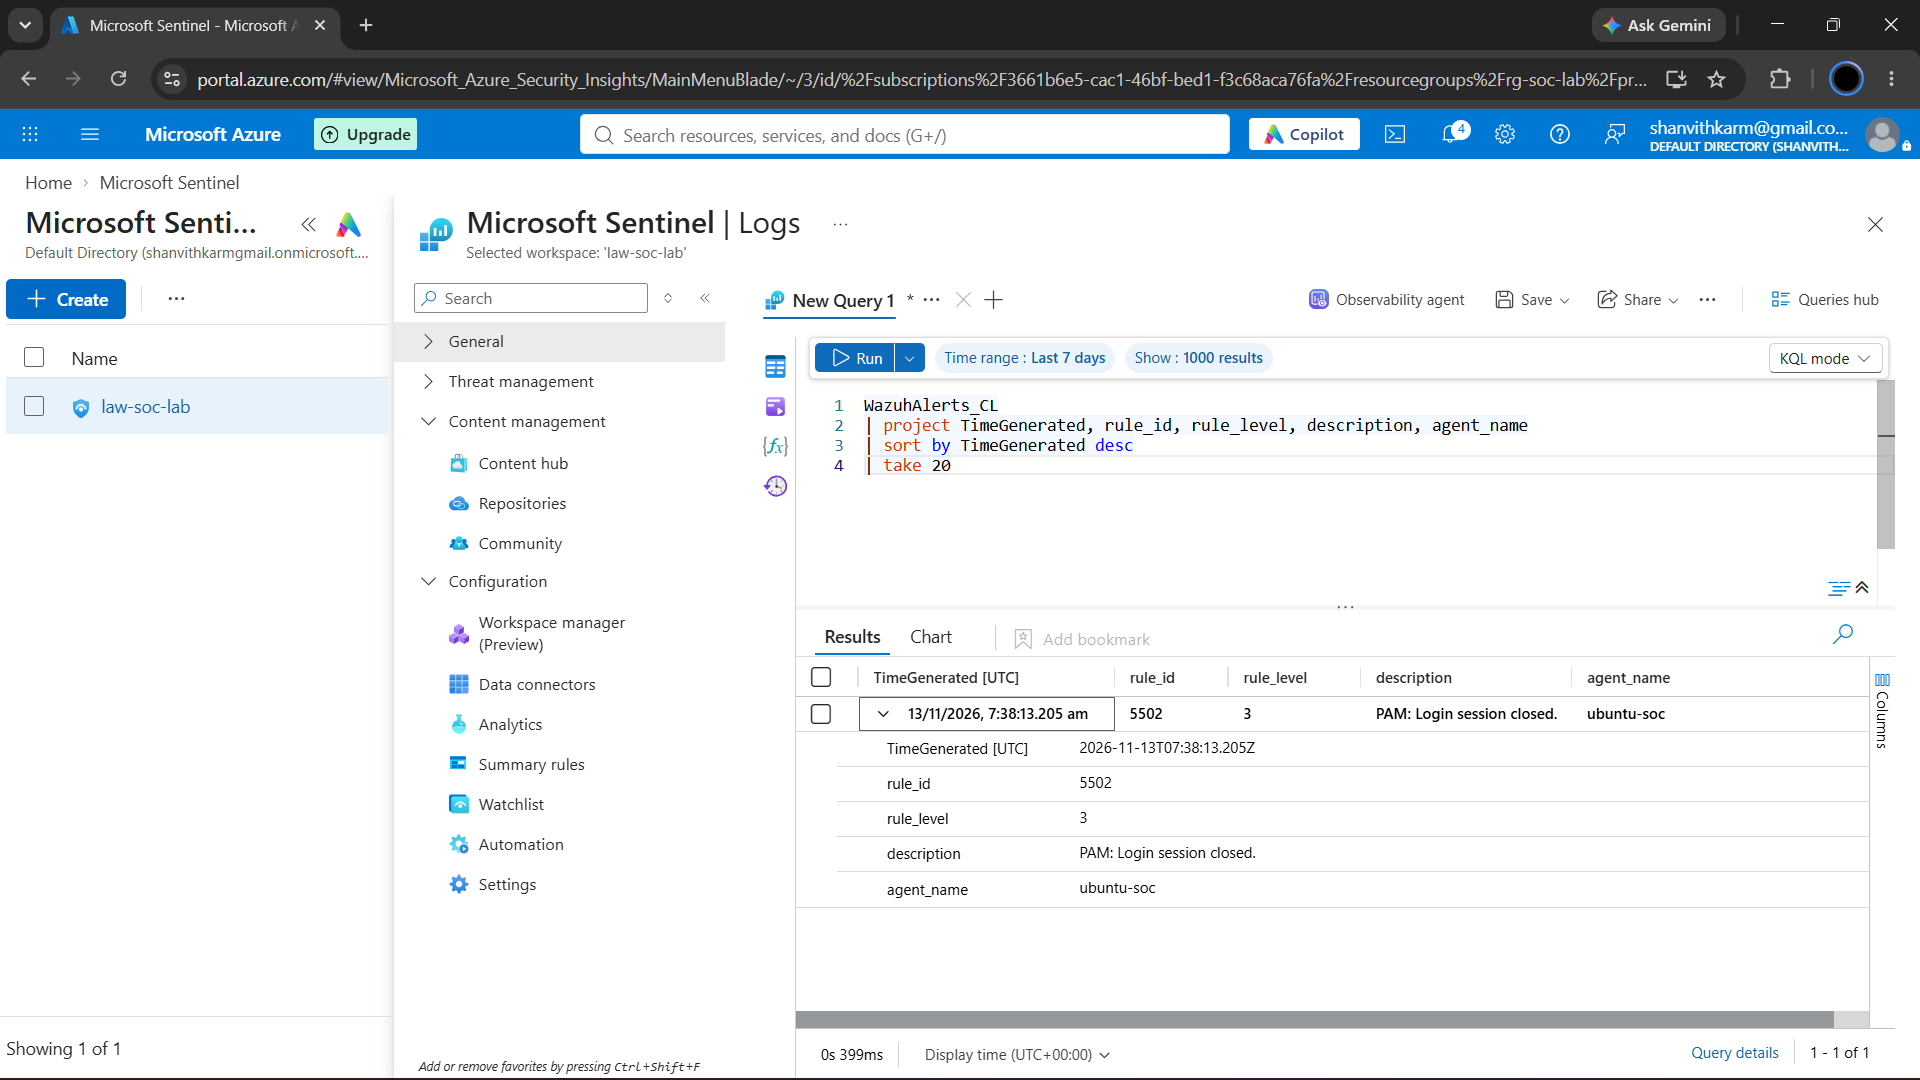 Microsoft Sentinel - Microsoft A
Ask Gemini
portal.azure.com/#view/Microsoft_Azure_Security_Insights/MainMenuBlade/~/3/id/%2Fsubscriptions%2F3661b6e5-cac1-46bf-bed1-f3c68aca76fa%2Fresourcegroups%2Frg-soc-lab%2Fpr...
Microsoft Azure
Upgrade
Search resources, services, and docs (G+/)
Copilot
4
shanvithkarm@gmail.co...
DEFAULT DIRECTORY (SHANVITH...
Home > Microsoft Sentinel
Microsoft Senti...
Default Directory (shanvithkarmgmail.onmicrosoft....
Create
Name
law-soc-lab
Showing 1 of 1
Microsoft Sentinel | Logs
Selected workspace: 'law-soc-lab'
Search
General
Threat management
Content management
Content hub
Repositories
Community
Configuration
Workspace manager
(Preview)
Data connectors
Analytics
Summary rules
Watchlist
Automation
Settings
Add or remove favorites by pressing Ctrl+Shift+F
New Query 1 *
Observability agent
Save
Share
Queries hub
Run
Time range : Last 7 days
Show : 1000 results
KQL mode
{fx}
1 WazuhAlerts_CL
2 | project TimeGenerated, rule_id, rule_level, description, agent_name
3 | sort by TimeGenerated desc
4 | take 20
Results
Chart
Add bookmark
TimeGenerated [UTC] rule_id rule_level description agent_name
13/11/2026, 7:38:13.205 am 5502 3 PAM: Login session closed. ubuntu-soc
TimeGenerated [UTC] 2026-11-13T07:38:13.205Z
rule_id 5502
rule_level 3
description PAM: Login session closed.
agent_name ubuntu-soc
Columns
0s 399ms
Display time (UTC+00:00)
Query details
1 - 1 of 1